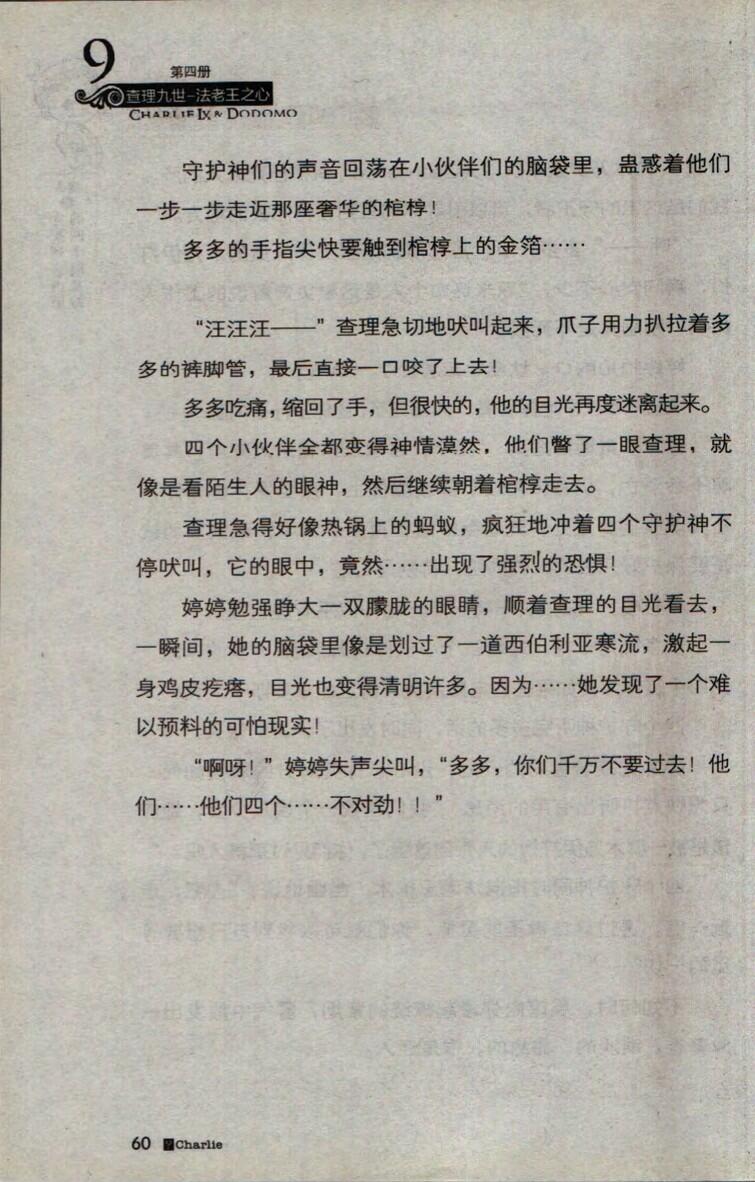 9
第四册
查理九世-法老王之心
CHARLIE IX & DODOMO
守护神们的声音回荡在小伙伴们的脑袋里，蛊惑着他们
一步一步走近那座奢华的棺椁！
多多的手指尖快要触到棺椁上的金箔……
“汪汪汪——”查理急切地吠叫起来，爪子用力扒拉着多
多的裤脚管，最后直接一口咬了上去！
多多吃痛，缩回了手，但很快的，他的目光再度迷离起来。
四个小伙伴全都变得神情漠然，他们瞥了一眼查理，就
像是看陌生人的眼神，然后继续朝着棺椁走去。
查理急得好像热锅上的蚂蚁，疯狂地冲着四个守护神不
停吠叫，它的眼中，竟然……出现了强烈的恐惧！
婷婷勉强睁大一双朦胧的眼睛，顺着查理的目光看去，
一瞬间，她的脑袋里像是划过了一道西伯利亚寒流，激起一
身鸡皮疙瘩，目光也变得清明许多。因为……她发现了一个难
以预料的可怕现实！
“啊呀！”婷婷失声尖叫，“多多，你们千万不要过去！他
们……他们四个……不对劲！！”
60 Charlie